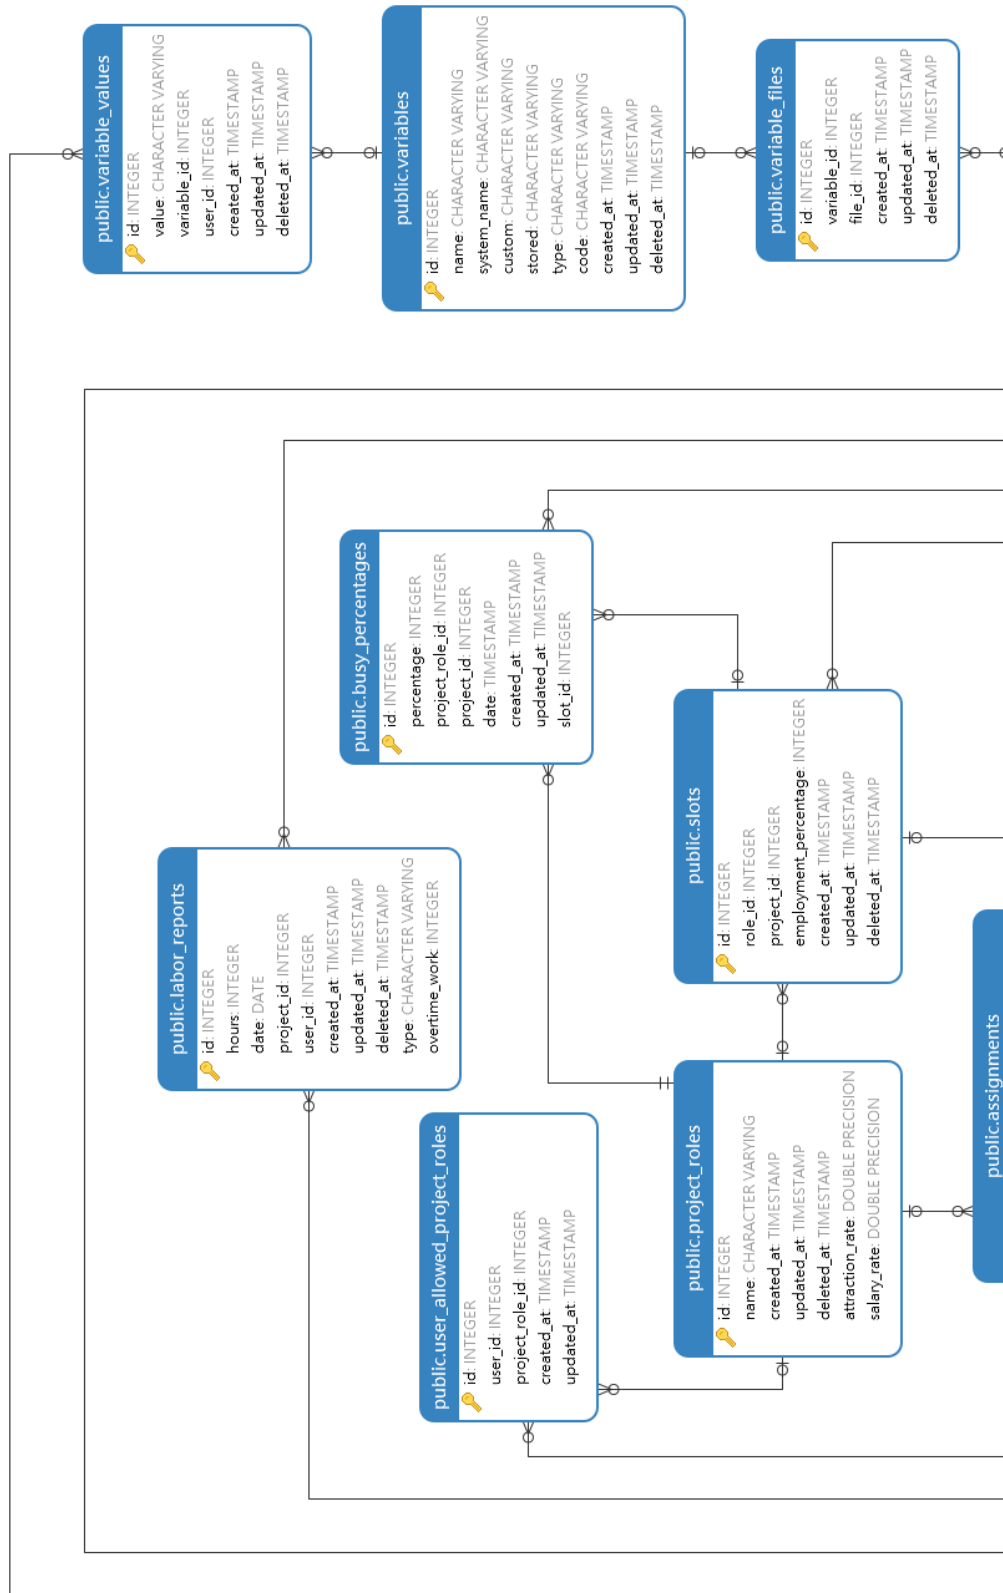 public.variable_values
id: INTEGER
value: CHARACTER VARYING
variable_id: INTEGER
user_id: INTEGER
created_at: TIMESTAMP
updated_at: TIMESTAMP
deleted_at: TIMESTAMP
public.variables
id: INTEGER
name: CHARACTER VARYING
system_name: CHARACTER VARYING
custom: CHARACTER VARYING
stored: CHARACTER VARYING
type: CHARACTER VARYING
code: CHARACTER VARYING
created_at: TIMESTAMP
updated_at: TIMESTAMP
deleted_at: TIMESTAMP
public.variable_files
id: INTEGER
variable_id: INTEGER
file_id: INTEGER
created_at: TIMESTAMP
updated_at: TIMESTAMP
deleted_at: TIMESTAMP
public.busy_percentages
id: INTEGER
percentage: INTEGER
project_role_id: INTEGER
project_id: INTEGER
date: TIMESTAMP
created_at: TIMESTAMP
updated_at: TIMESTAMP
slot_id: INTEGER
public.labor_reports
id: INTEGER
hours: INTEGER
date: DATE
project_id: INTEGER
user_id: INTEGER
created_at: TIMESTAMP
updated_at: TIMESTAMP
deleted_at: TIMESTAMP
type: CHARACTER VARYING
overtime_work: INTEGER
public.slots
id: INTEGER
role_id: INTEGER
project_id: INTEGER
employment_percentage: INTEGER
created_at: TIMESTAMP
updated_at: TIMESTAMP
deleted_at: TIMESTAMP
public.user_allowed_project_roles
id: INTEGER
user_id: INTEGER
project_role_id: INTEGER
created_at: TIMESTAMP
updated_at: TIMESTAMP
public.project_roles
id: INTEGER
name: CHARACTER VARYING
created_at: TIMESTAMP
updated_at: TIMESTAMP
deleted_at: TIMESTAMP
attraction_rate: DOUBLE PRECISION
salary_rate: DOUBLE PRECISION
public.assignments